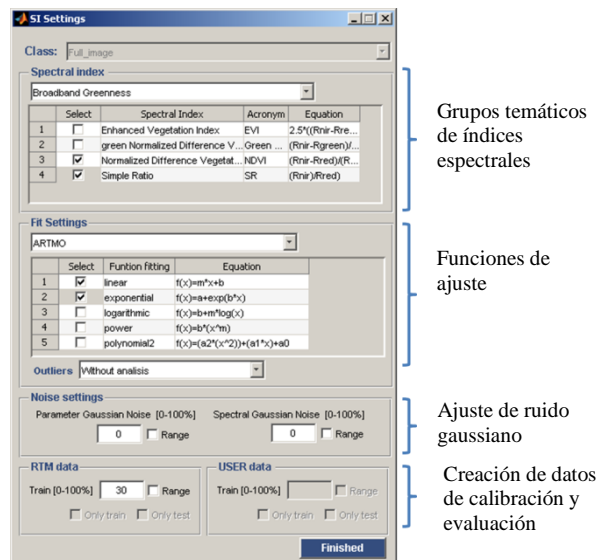 SI Settings
Class: Full_image
Spectral index
Broadband Greenness
Select Spectral Index Acronym Equation
1 Enhanced Vegetation Index EVI 2.5*((Rnir-Rre...
2 green Normalized Difference V... Green ... (Rnir-Rgreen)/...
3 Normalized Difference Vegetat... NDVI (Rnir-Rred)/(R...
4 Simple Ratio SR (Rnir)/Rred)
Grupos temáticos
de índices
espectrales
Fit Settings
ARTMO
Select Funtion fitting Equation
1 linear f(x)=m*x+b
2 exponential f(x)=a+exp(b*x)
3 logarithmic f(x)=b+m*log(x)
4 power f(x)=b*(x^m)
5 polynomial2 f(x)=(a2*(x^2))+(a1*x)+a0
Outliers Without analisis
Funciones de
ajuste
Noise settings
Parameter Gaussian Noise [0-100%] Spectral Gaussian Noise [0-100%]
0 Range 0 Range
Ajuste de ruido
gaussiano
RTM data USER data
Train [0-100%] 30 Range Train [0-100%] Range
Only train Only test Only train Only test
Creación de datos
de calibración y
evaluación
Finished